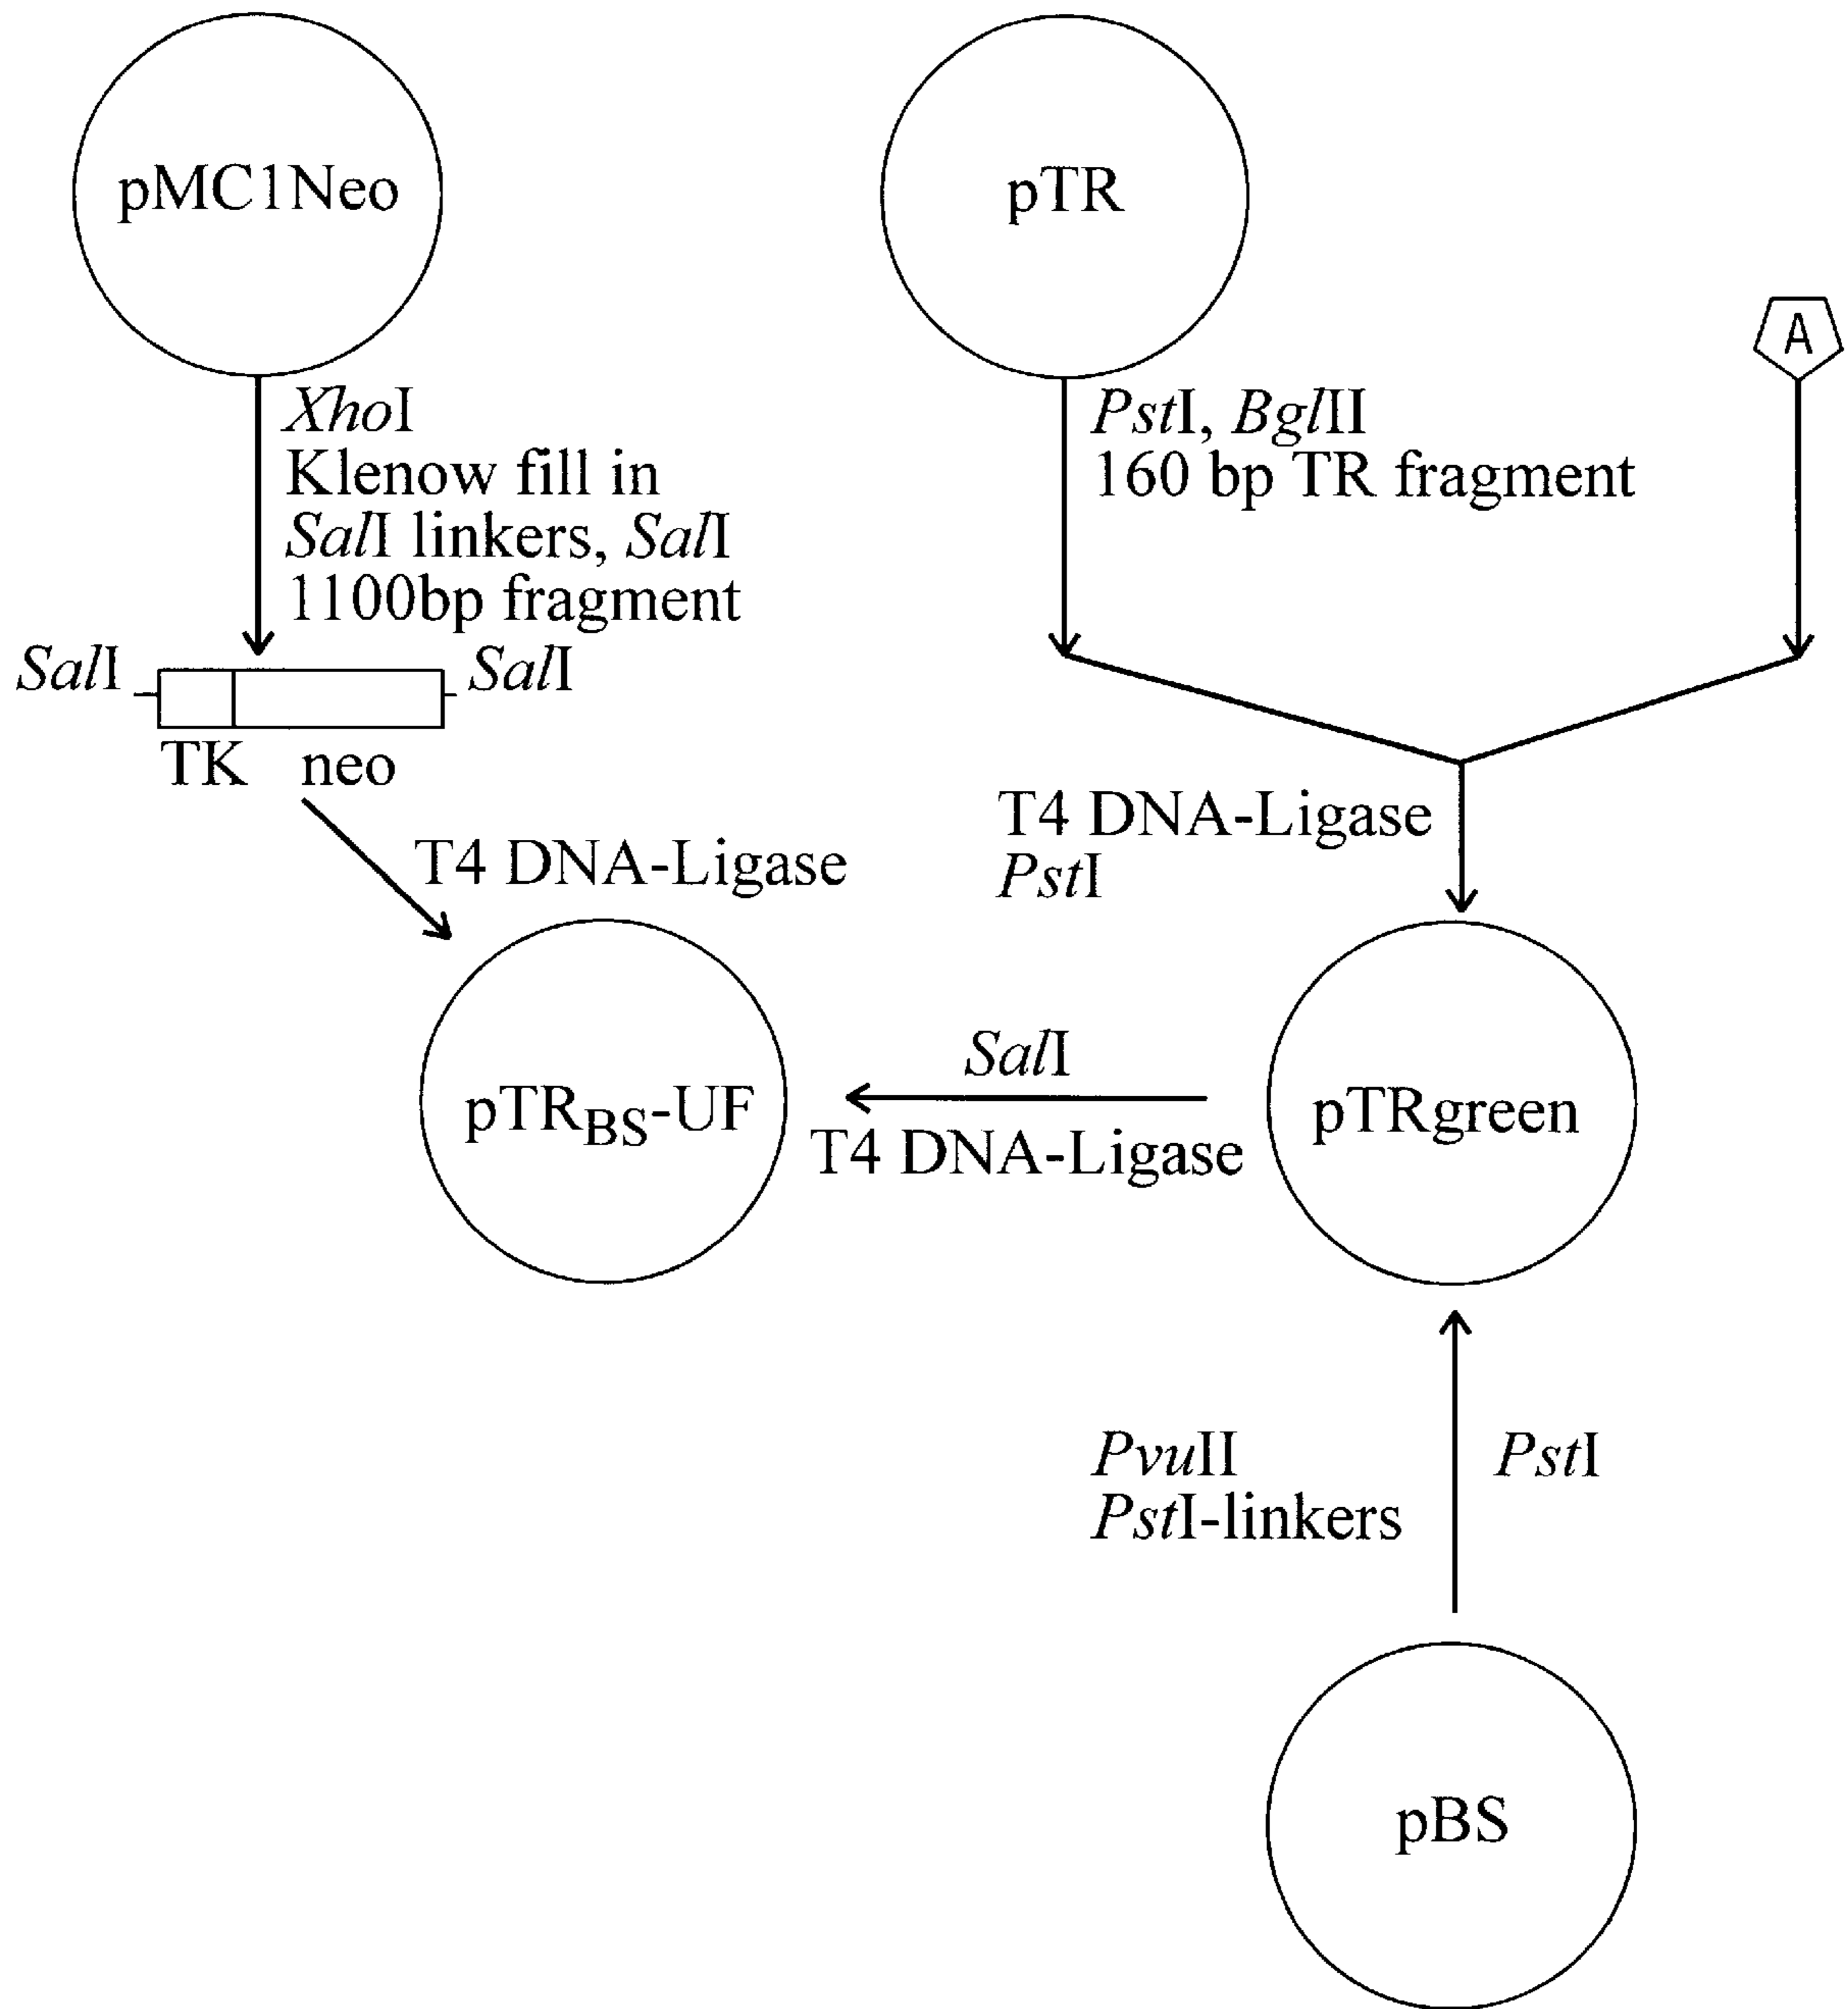 pMC1Neo
pTR
A
XhoI
Klenow fill in
SalI linkers, SalI
1100bp fragment
PstI, BglII
160 bp TR fragment
SalI
SalI
TK neo
T4 DNA-Ligase
T4 DNA-Ligase
PstI
pTRBS-UF
SalI
T4 DNA-Ligase
pTRgreen
PvuII
PstI-linkers
PstI
pBS